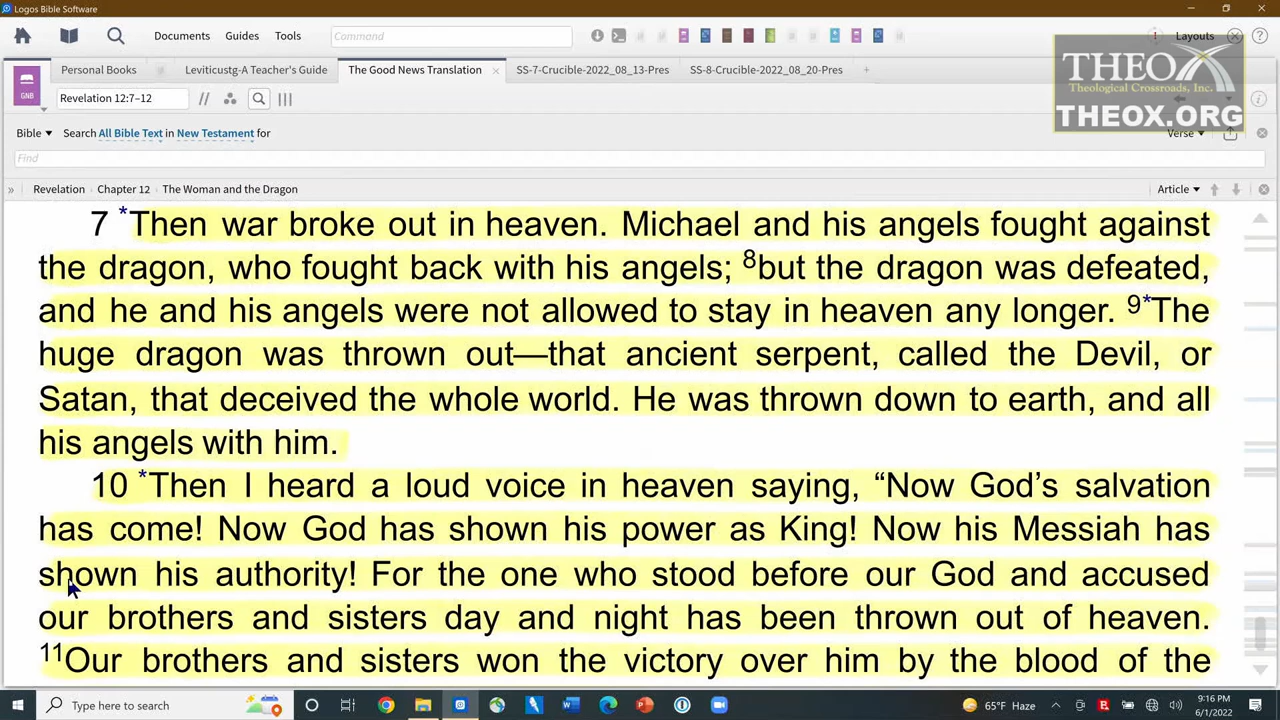 Logos Bible Software
Documents Guides Tools Command Layouts
THEOX
Theological Crossroads, Inc.
THEOX.ORG
Personal Books Leviticustg-A Teacher's Guide The Good News Translation × SS-7-Crucible-2022_08_13-Pres SS-8-Crucible-2022_08_20-Pres +
GNB Revelation 12:7–12
Bible Search All Bible Text in New Testament for Verse
Find
» Revelation Chapter 12 The Woman and the Dragon Article
7 *Then war broke out in heaven. Michael and his angels fought against
the dragon, who fought back with his angels; 8but the dragon was defeated,
and he and his angels were not allowed to stay in heaven any longer. 9*The
huge dragon was thrown out—that ancient serpent, called the Devil, or
Satan, that deceived the whole world. He was thrown down to earth, and all
his angels with him.
10 *Then I heard a loud voice in heaven saying, “Now God’s salvation
has come! Now God has shown his power as King! Now his Messiah has
shown his authority! For the one who stood before our God and accused
our brothers and sisters day and night has been thrown out of heaven.
11Our brothers and sisters won the victory over him by the blood of the
Type here to search 65°F Haze 9:16 PM
6/1/2022